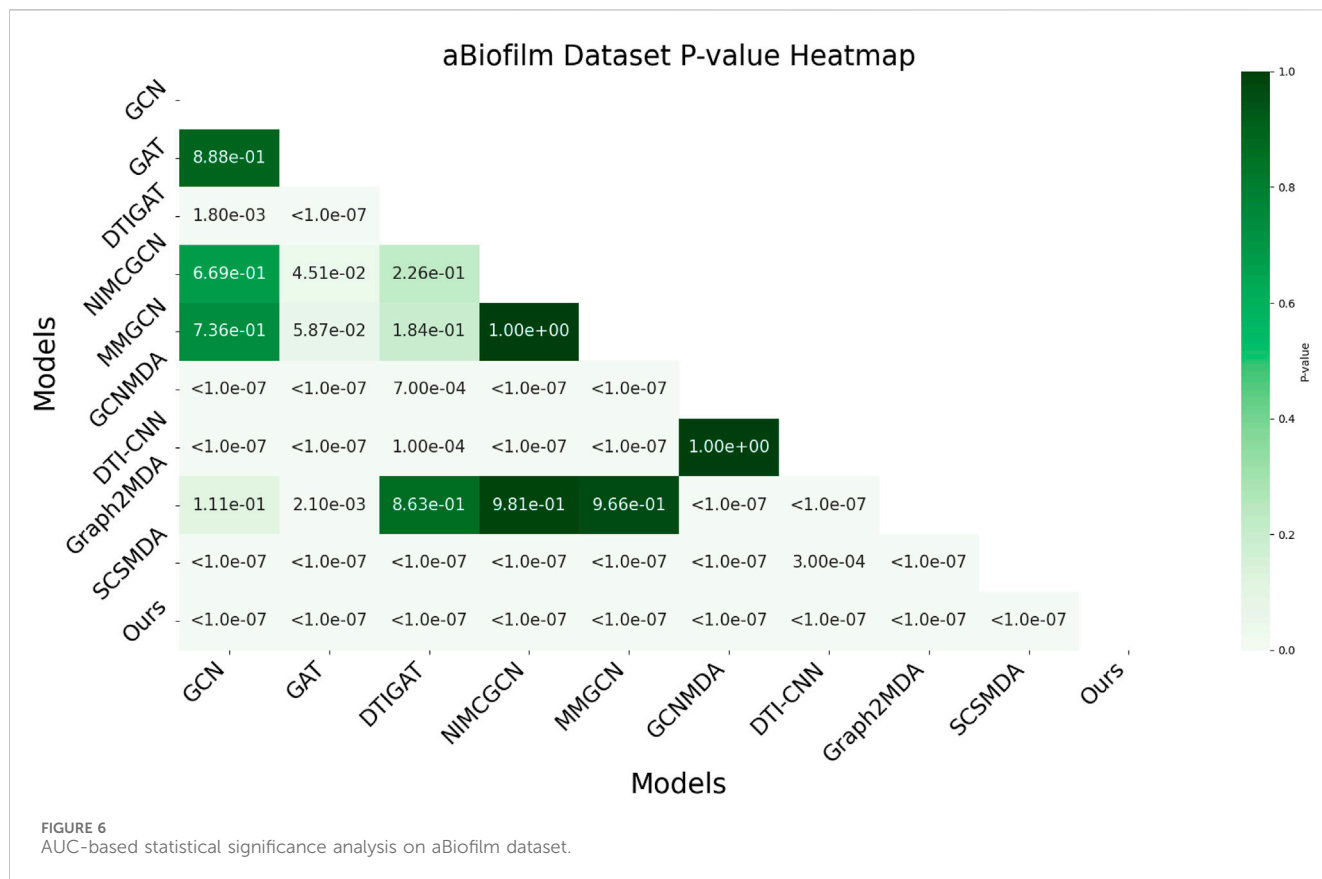 aBiofilm Dataset P-value Heatmap
Models
GCN
GAT 8.88e-01
DTIGAT 1.80e-03 <1.0e-07
NIMCGCN 6.69e-01 4.51e-02 2.26e-01
MMGCN 7.36e-01 5.87e-02 1.84e-01 1.00e+00
GCNMDA <1.0e-07 <1.0e-07 7.00e-04 <1.0e-07 <1.0e-07
DTI-CNN <1.0e-07 <1.0e-07 1.00e-04 <1.0e-07 <1.0e-07 1.00e+00
Graph2MDA 1.11e-01 2.10e-03 8.63e-01 9.81e-01 9.66e-01 <1.0e-07 <1.0e-07
SCSMDA <1.0e-07 <1.0e-07 <1.0e-07 <1.0e-07 <1.0e-07 <1.0e-07 3.00e-04 <1.0e-07
Ours <1.0e-07 <1.0e-07 <1.0e-07 <1.0e-07 <1.0e-07 <1.0e-07 <1.0e-07 <1.0e-07 <1.0e-07
GCN GAT DTIGAT NIMCGCN MMGCN GCNMDA DTI-CNN Graph2MDA SCSMDA Ours
Models
1.0
0.8
0.6
0.4
0.2
0.0
P-value
FIGURE 6
AUC-based statistical significance analysis on aBiofilm dataset.